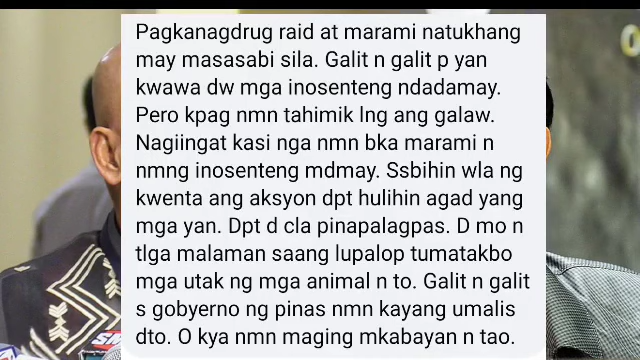 Pagkanagdrug raid at marami natukhang
may masasabi sila. Galit n galit p yan
kwawa dw mga inosenteng ndadamay.
Pero kpag nmn tahimik lng ang galaw.
Nagiingat kasi nga nmn bka marami n
nmng inosenteng mdmay. Ssbihin wla ng
kwenta ang aksyon dpt hulihin agad yang
mga yan. Dpt d cla pinapalagpas. D mo n
tlga malaman saang lupalop tumatakbo
mga utak ng mga animal n to. Galit n galit
s gobyerno ng pinas nmn kayang umalis
dto. O kya nmn maging mkabayan n tao.